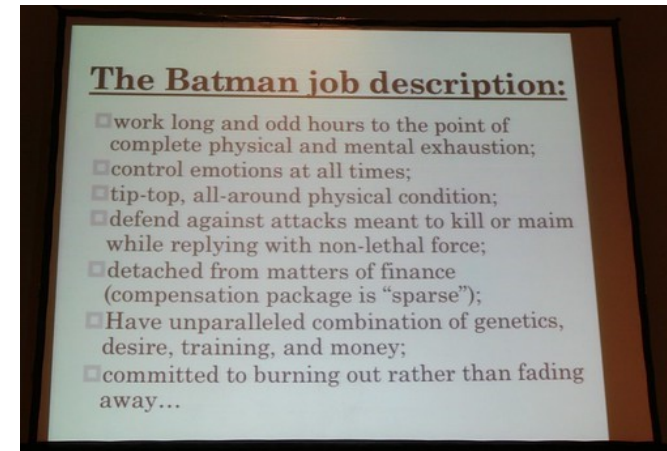 The Batman job description:
work long and odd hours to the point of
complete physical and mental exhaustion;
control emotions at all times;
tip-top, all-around physical condition;
defend against attacks meant to kill or maim
while replying with non-lethal force;
detached from matters of finance
(compensation package is “sparse”);
Have unparalleled combination of genetics,
desire, training, and money;
committed to burning out rather than fading
away...